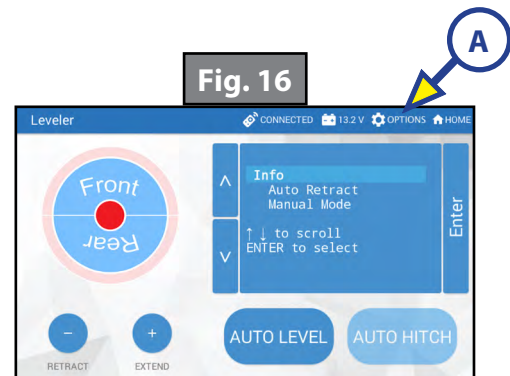 A
Fig. 16
Leveler CONNECTED 13.2 V OPTIONS HOME
Front
Rear
^
v
Info
Auto Retract
Manual Mode
↑ ↓ to scroll
ENTER to select
Enter
−
+
RETRACT
EXTEND
AUTO LEVEL
AUTO HITCH